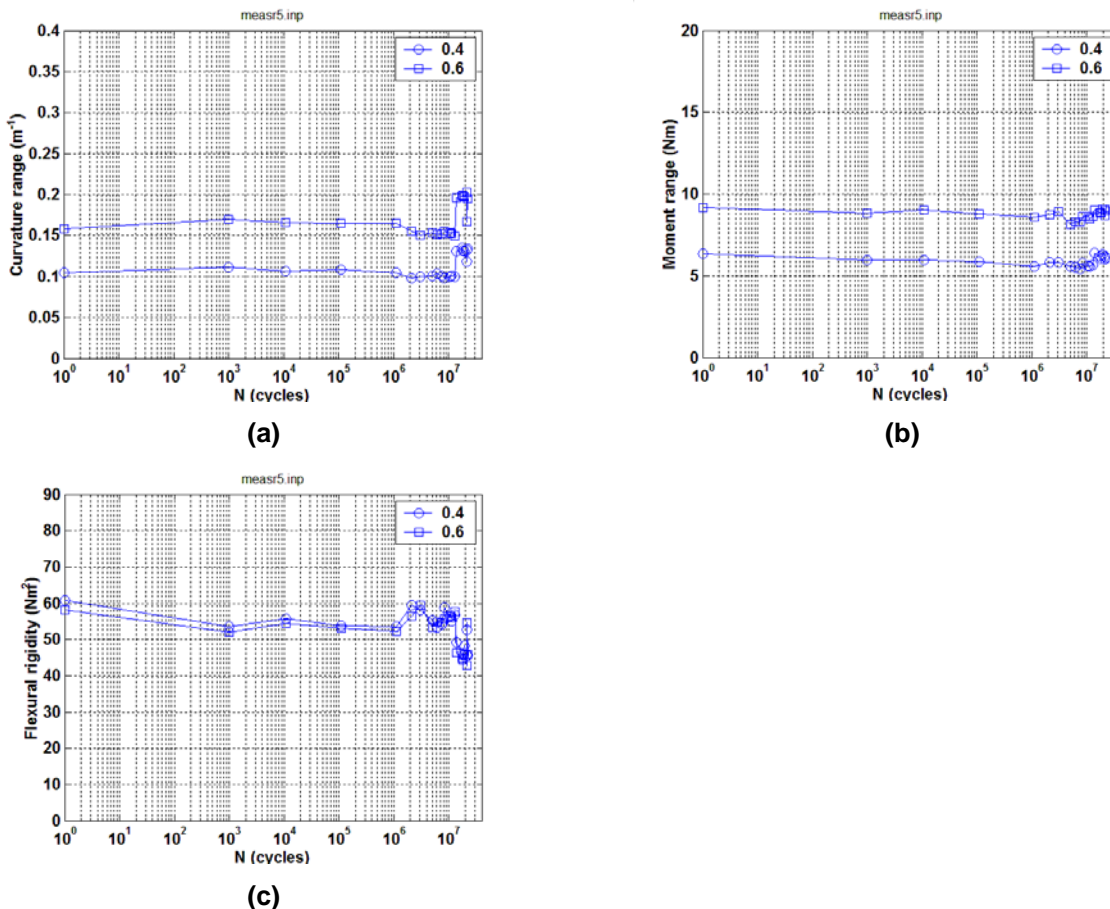 measr5.inp
0.4
0.35
0.3
0.25
0.2
0.15
0.1
0.05
0
Curvature range (m⁻¹)
0.4
0.6
10⁰ 10¹ 10² 10³ 10⁴ 10⁵ 10⁶ 10⁷
N (cycles)
(a)
measr5.inp
20
15
10
5
0
Moment range (Nm)
0.4
0.6
10⁰ 10¹ 10² 10³ 10⁴ 10⁵ 10⁶ 10⁷
N (cycles)
(b)
measr5.inp
90
80
70
60
50
40
30
20
10
0
Flexural rigidity (Nm²)
0.4
0.6
10⁰ 10¹ 10² 10³ 10⁴ 10⁵ 10⁶ 10⁷
N (cycles)
(c)